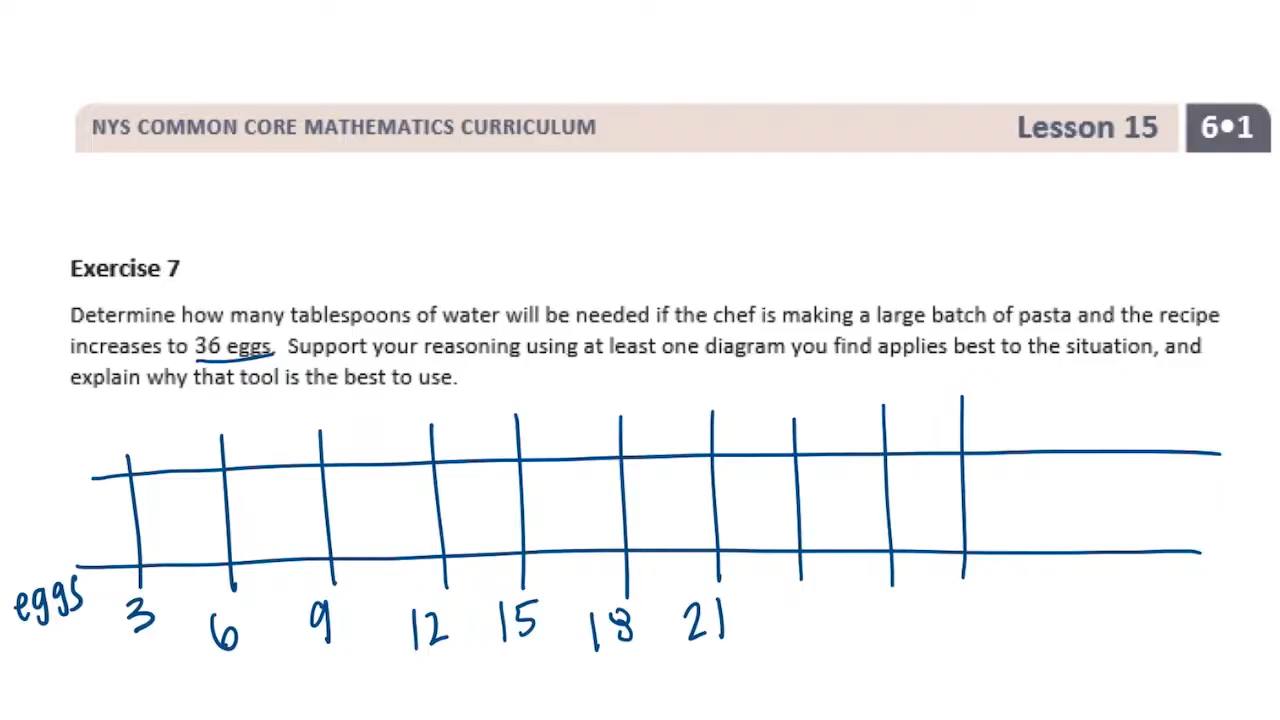 NYS COMMON CORE MATHEMATICS CURRICULUM Lesson 15 6•1
Exercise 7
Determine how many tablespoons of water will be needed if the chef is making a large batch of pasta and the recipe
increases to 36 eggs. Support your reasoning using at least one diagram you find applies best to the situation, and
explain why that tool is the best to use.
eggs 3 6 9 12 15 18 21